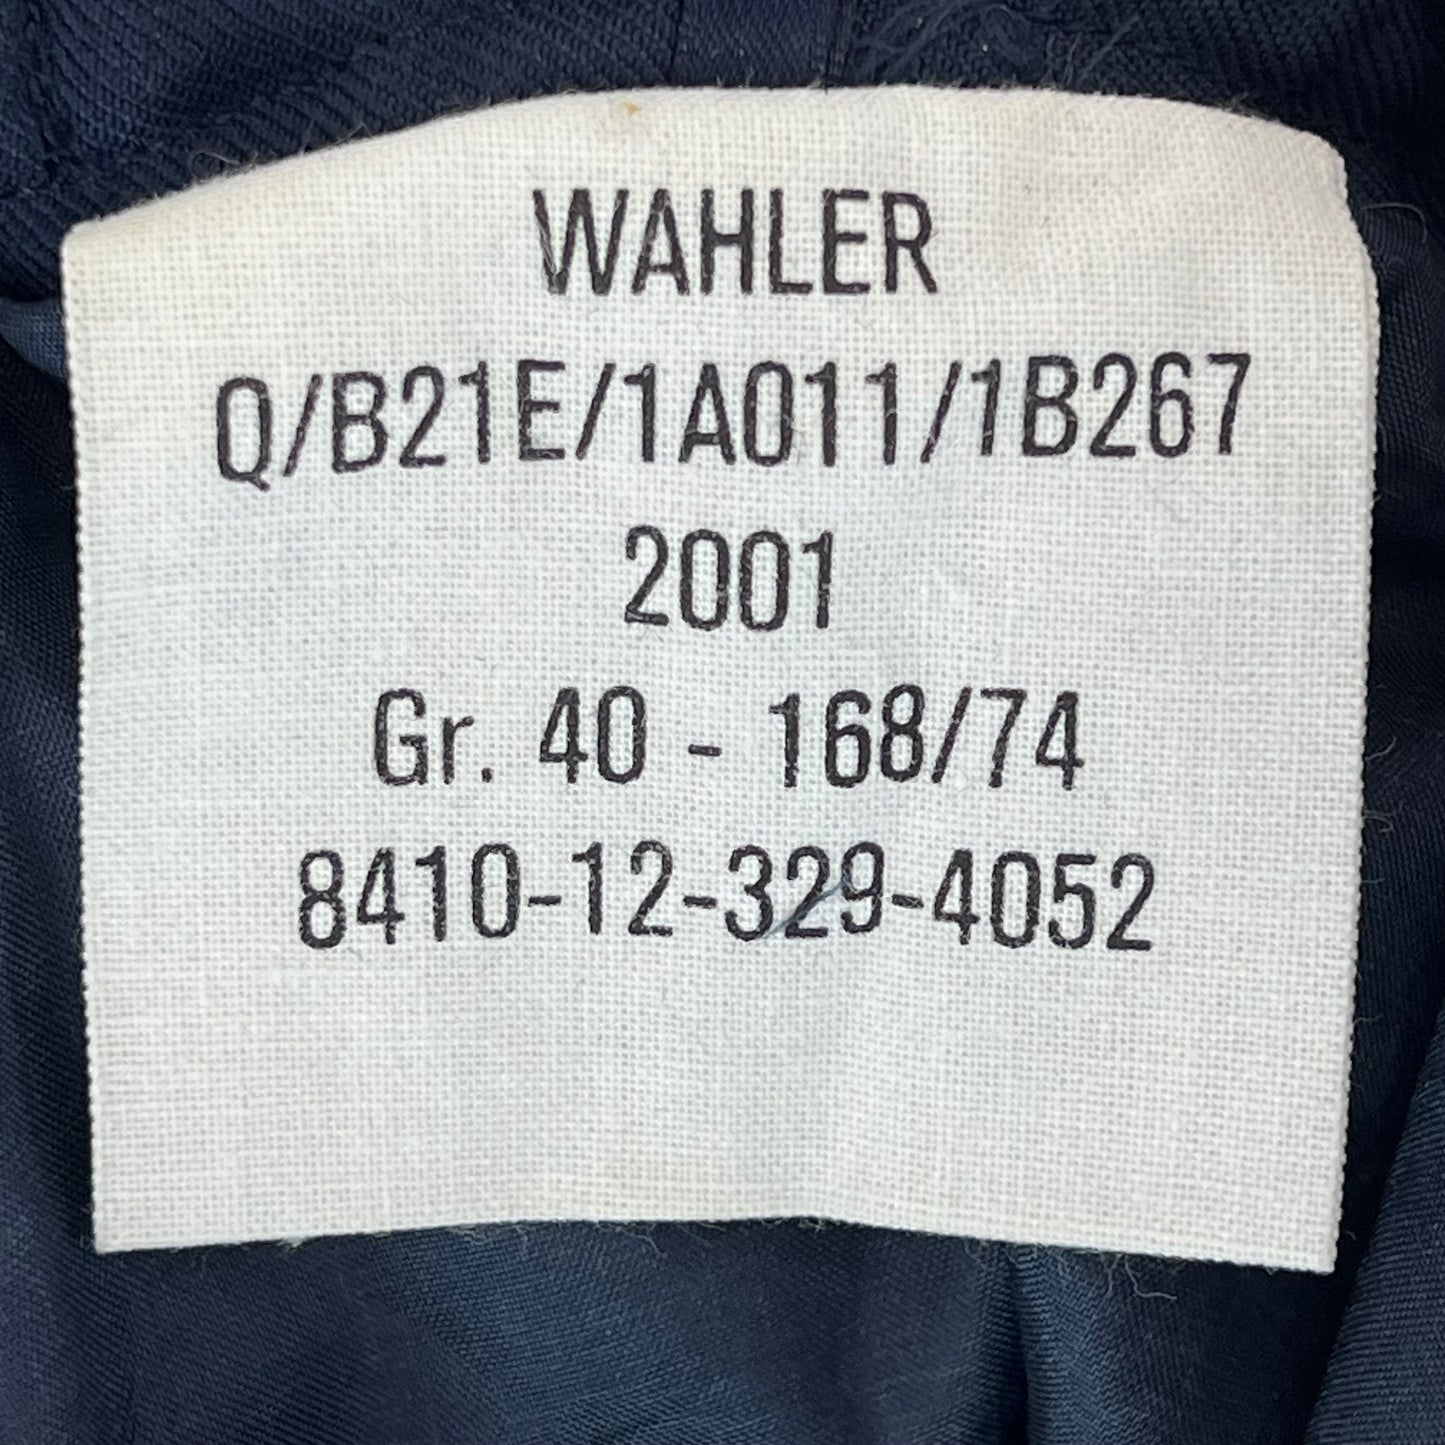 WAHLER
Q/B21E/1A011/1B267
2001
Gr. 40 - 168/74
8410-12-329-4052